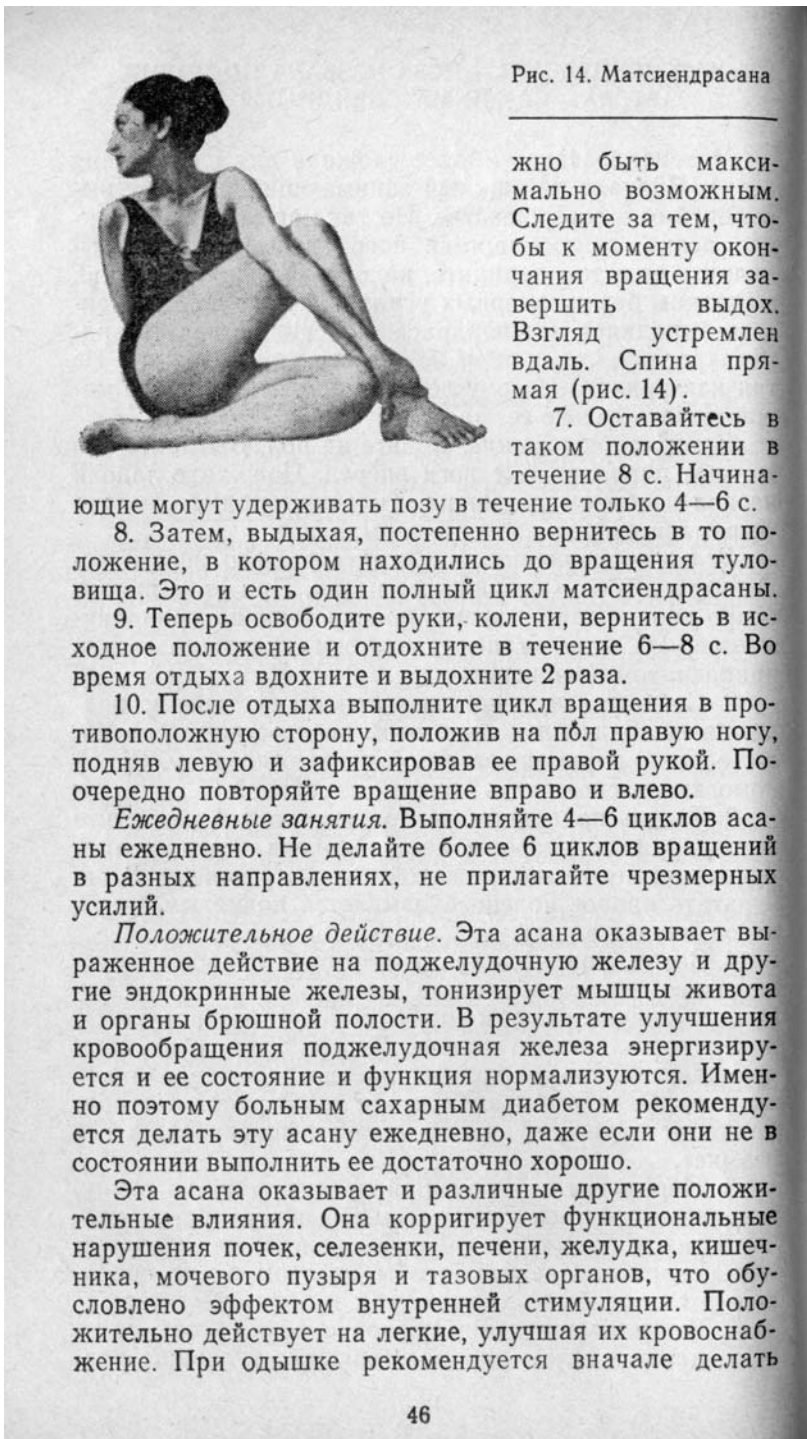 Рис. 14. Матсиендрасана
жно быть макси-
мально возможным.
Следите за тем, что-
бы к моменту окон-
чания вращения за-
вершить выдох.
Взгляд устремлен
вдаль. Спина пря-
мая (рис. 14).
7. Оставайтесь в
таком положении в
течение 8 с. Начина-
ющие могут удерживать позу в течение только 4—6 с.
8. Затем, выдыхая, постепенно вернитесь в то по-
ложение, в котором находились до вращения туло-
вища. Это и есть один полный цикл матсиендрасаны.
9. Теперь освободите руки, колени, вернитесь в ис-
ходное положение и отдохните в течение 6—8 с. Во
время отдыха вдохните и выдохните 2 раза.
10. После отдыха выполните цикл вращения в про-
тивоположную сторону, положив на пол правую ногу,
подняв левую и зафиксировав ее правой рукой. По-
очередно повторяйте вращение вправо и влево.
Ежедневные занятия. Выполняйте 4—6 циклов аса-
ны ежедневно. Не делайте более 6 циклов вращений
в разных направлениях, не прилагайте чрезмерных
усилий.
Положительное действие. Эта асана оказывает вы-
раженное действие на поджелудочную железу и дру-
гие эндокринные железы, тонизирует мышцы живота
и органы брюшной полости. В результате улучшения
кровообращения поджелудочная железа энергизиру-
ется и ее состояние и функция нормализуются. Имен-
но поэтому больным сахарным диабетом рекоменду-
ется делать эту асану ежедневно, даже если они не в
состоянии выполнить ее достаточно хорошо.
Эта асана оказывает и различные другие положи-
тельные влияния. Она корригирует функциональные
нарушения почек, селезенки, печени, желудка, кишеч-
ника, мочевого пузыря и тазовых органов, что обу-
словлено эффектом внутренней стимуляции. Поло-
жительно действует на легкие, улучшая их кровоснаб-
жение. При одышке рекомендуется вначале делать
46